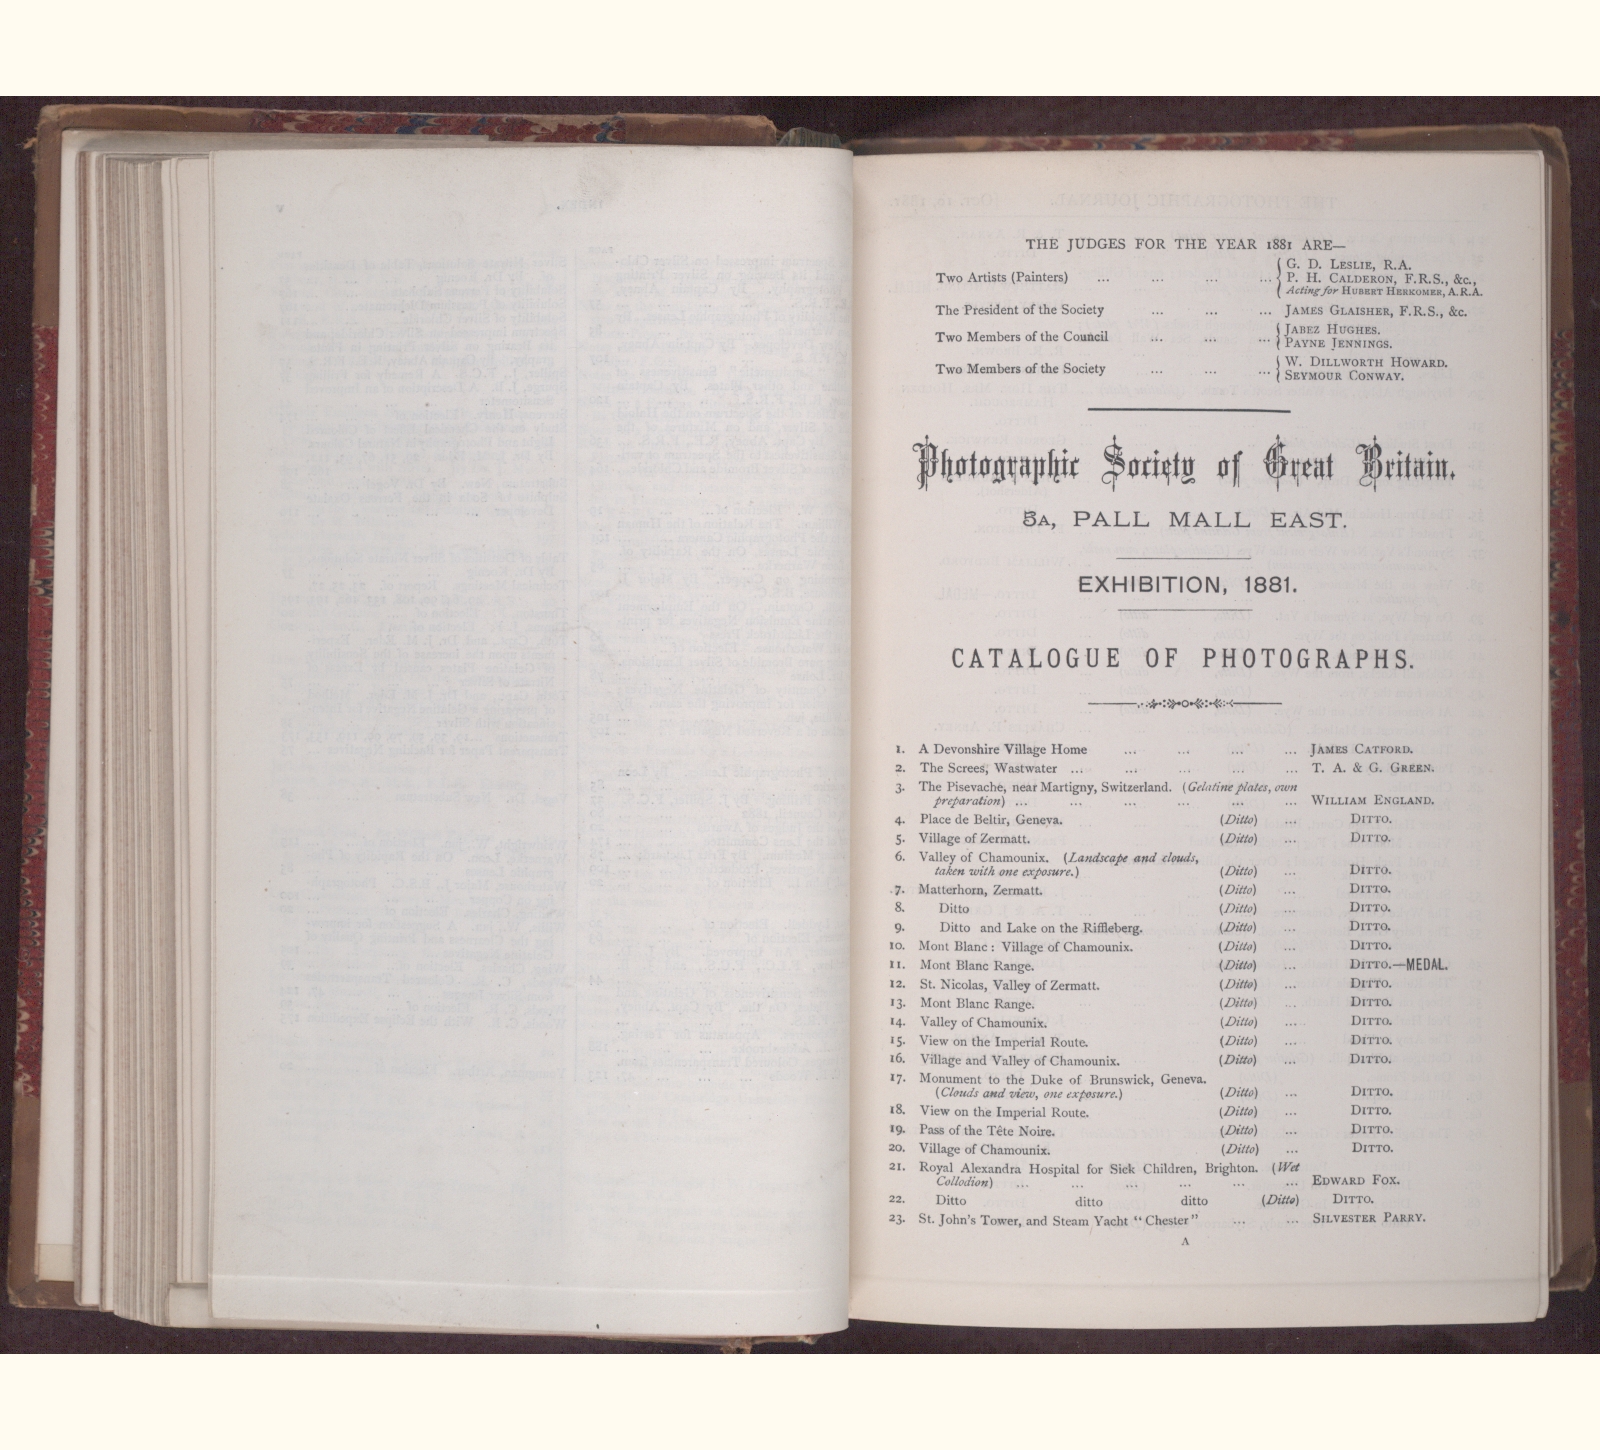 THE JUDGES FOR THE YEAR 1881 ARE—
Two Artists (Painters) ... ... ... ... { G. D. LESLIE, R.A.
P. H. CALDERON, F.R.S., &c.,
Acting for HUBERT HERKOMER, A.R.A.
The President of the Society ... ... ... JAMES GLAISHER, F.R.S., &c.
Two Members of the Council ... ... ... { JABEZ HUGHES.
PAYNE JENNINGS.
Two Members of the Society ... ... ... { W. DILLWORTH HOWARD.
SEYMOUR CONWAY.
Photographic Society of Great Britain.
5A, PALL MALL EAST.
EXHIBITION, 1881.
CATALOGUE OF PHOTOGRAPHS.
1. A Devonshire Village Home ... ... ... ... JAMES CATFORD.
2. The Screes, Wastwater ... ... ... ... ... T. A. & G. GREEN.
3. The Pisevache, near Martigny, Switzerland. (Gelatine plates, own
preparation) ... ... ... ... ... ... WILLIAM ENGLAND.
4. Place de Beltir, Geneva. (Ditto) ... DITTO.
5. Village of Zermatt. (Ditto) ... DITTO.
6. Valley of Chamounix. (Landscape and clouds,
taken with one exposure.) (Ditto) ... DITTO.
7. Matterhorn, Zermatt. (Ditto) ... DITTO.
8. Ditto (Ditto) ... DITTO.
9. Ditto and Lake on the Riffleberg. (Ditto) ... DITTO.
10. Mont Blanc: Village of Chamounix. (Ditto) ... DITTO.
11. Mont Blanc Range. (Ditto) ... DITTO.—MEDAL.
12. St. Nicolas, Valley of Zermatt. (Ditto) ... DITTO.
13. Mont Blanc Range. (Ditto) ... DITTO.
14. Valley of Chamounix. (Ditto) ... DITTO.
15. View on the Imperial Route. (Ditto) ... DITTO.
16. Village and Valley of Chamounix. (Ditto) ... DITTO.
17. Monument to the Duke of Brunswick, Geneva.
(Clouds and view, one exposure.) (Ditto) ... DITTO.
18. View on the Imperial Route. (Ditto) ... DITTO.
19. Pass of the Tête Noire. (Ditto) ... DITTO.
20. Village of Chamounix. (Ditto) ... DITTO.
21. Royal Alexandra Hospital for Sick Children, Brighton. (Wet
Collodion) ... ... ... ... ... ... EDWARD FOX.
22. Ditto ditto ditto (Ditto) DITTO.
23. St. John's Tower, and Steam Yacht "Chester" ... ... SILVESTER PARRY.
A